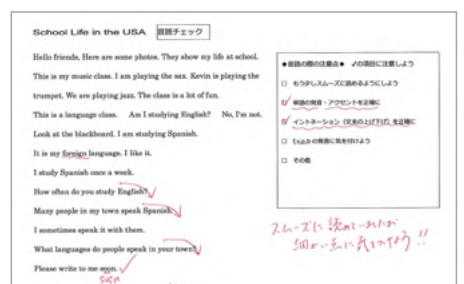 School Life in the USA 音読チェック
Hello friends, Here are some photos. They show my life at school.
This is my music class. I am playing the sax. Kevin is playing the
trumpet. We are playing jazz. The class is a lot of fun.
This is a language class. Am I studying English? No, I'm not.
Look at the blackboard. I am studying Spanish.
It is my foreign language. I like it.
I study Spanish once a week.
How often do you study English?
Many people in my town speak Spanish.
I sometimes speak it with them.
What languages do people speak in your town?
Please write to me soon.
◆音読の際の注意点◆ ✓の項目に注意しよう
□ もう少しスムーズに読めるようにしよう
☑ 単語の発音・アクセントを正確に
☑ イントネーション（文末の上げ下げ）を正確に
□ f,v,p,b の発音に気を付けよう
□ その他
スムーズに読めていましたが
細かい点に気をつけよう!!